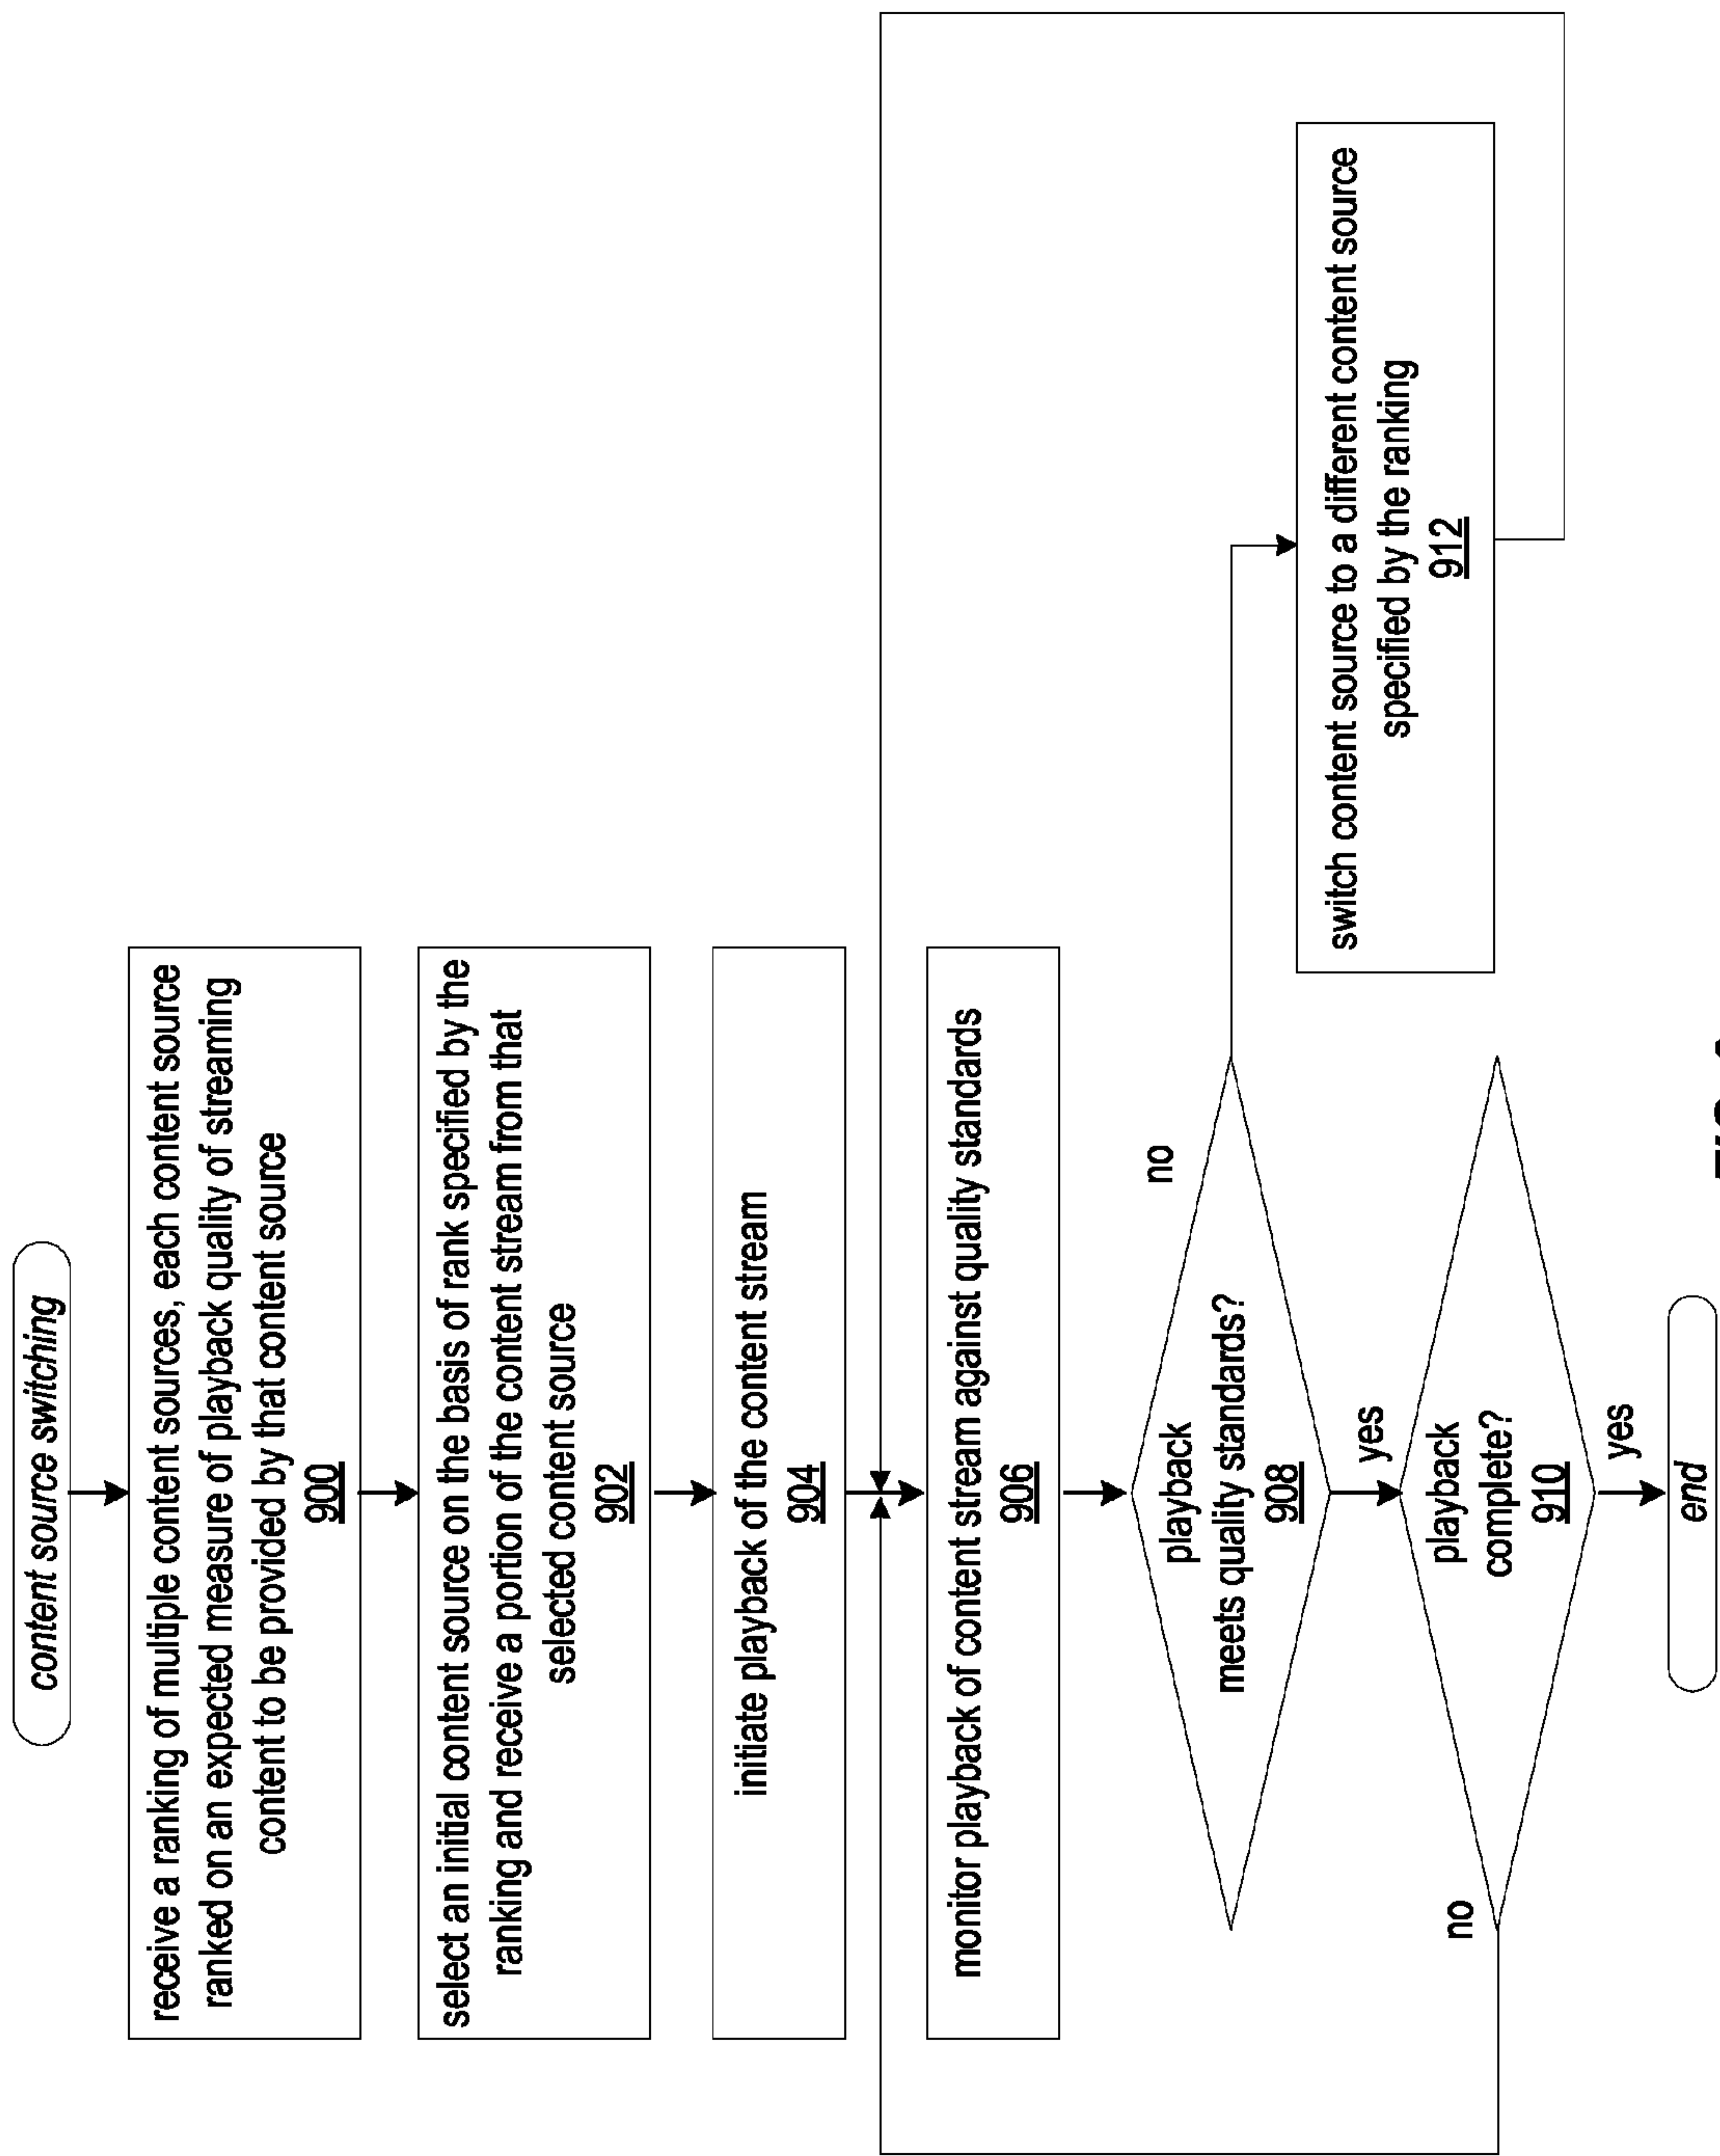 content source switching
receive a ranking of multiple content sources, each content source
ranked on an expected measure of playback quality of streaming
content to be provided by that content source
900
select an initial content source on the basis of rank specified by the
ranking and receive a portion of the content stream from that
selected content source
902
initiate playback of the content stream
904
monitor playback of content stream against quality standards
906
playback
meets quality standards?
908
no
yes
switch content source to a different content source
specified by the ranking
912
playback
complete?
910
no
yes
end